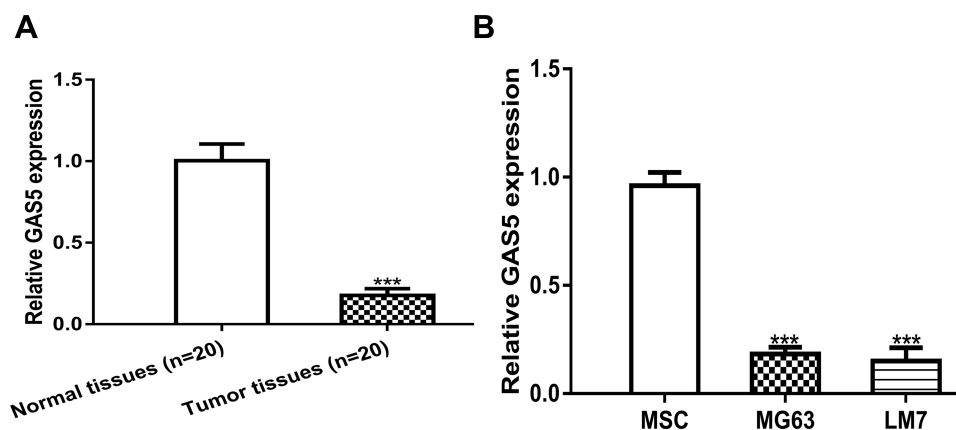 A
Relative GAS5 expression
1.5
1.0
0.5
0.0
***
Normal tissues (n=20)
Tumor tissues (n=20)
B
Relative GAS5 expression
1.5
1.0
0.5
0.0
***
***
MSC
MG63
LM7